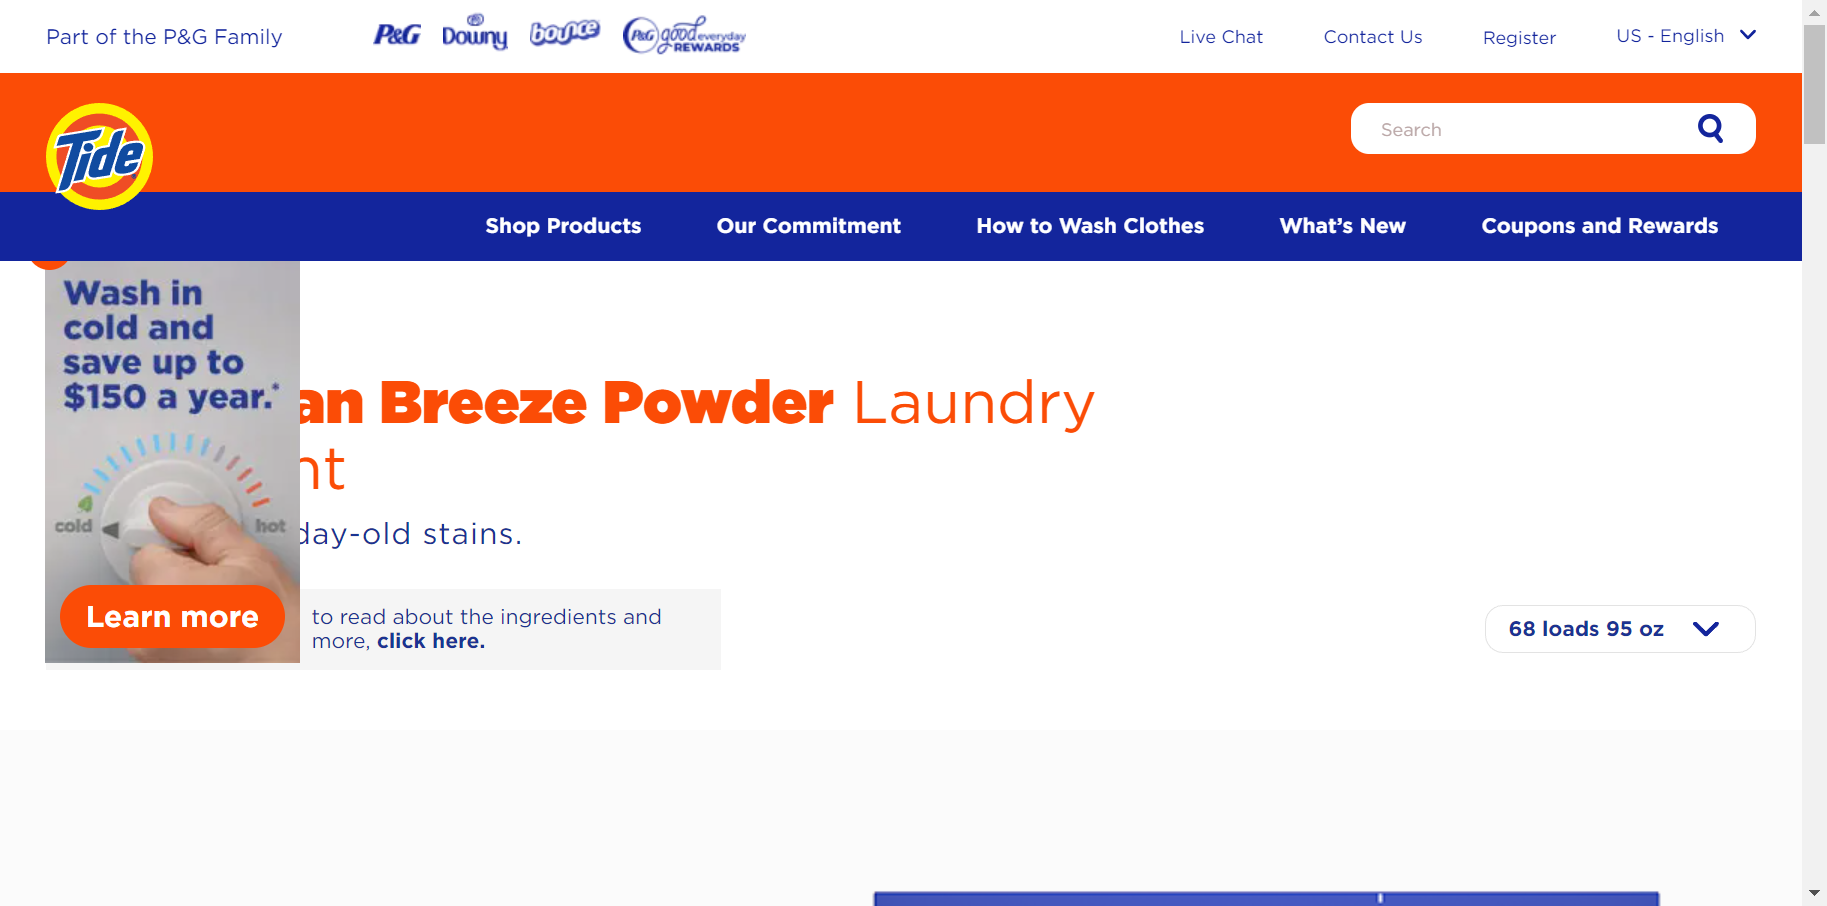 Part of the P&G Family
P&G
Downy
bounce
P&G good everyday REWARDS
Live Chat
Contact Us
Register
US - English
Tide
Search
Shop Products
Our Commitment
How to Wash Clothes
What's New
Coupons and Rewards
Wash in
cold and
save up to
$150 a year.*
cold
hot
Learn more
an Breeze Powder Laundry
nt
day-old stains.
to read about the ingredients and
more, click here.
68 loads 95 oz